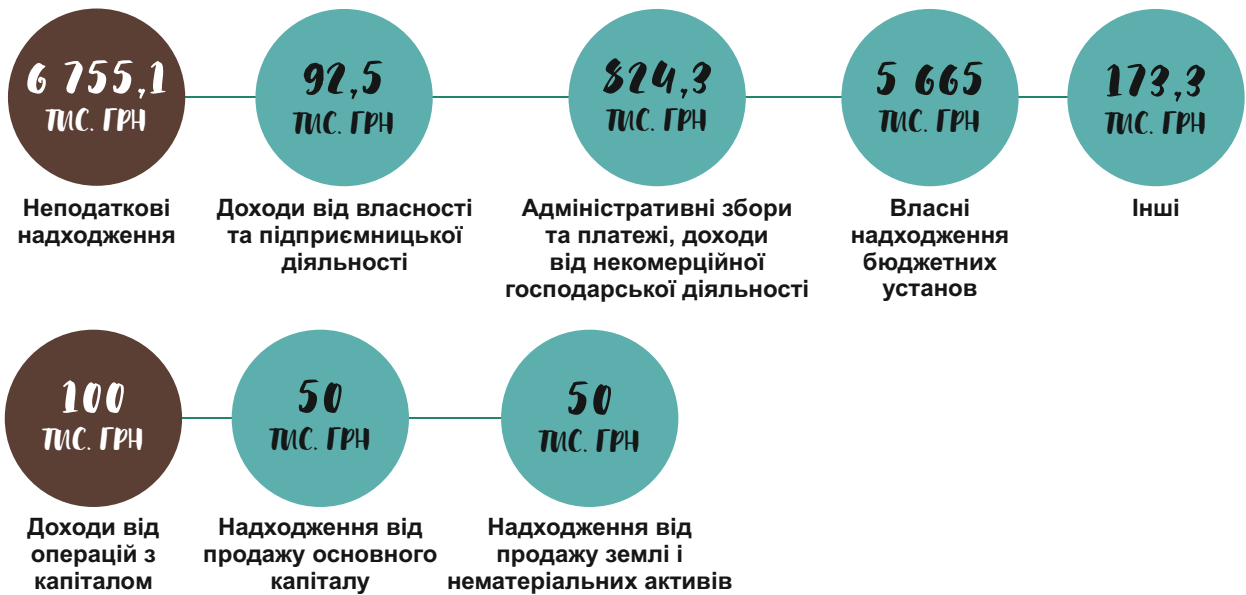 6 755,1
ТИС. ГРН
92,5
ТИС. ГРН
824,3
ТИС. ГРН
5 665
ТИС. ГРН
173,3
ТИС. ГРН
Неподаткові
надходження
Доходи від власності
та підприємницької
діяльності
Адміністративні збори
та платежі, доходи
від некомерційної
господарської діяльності
Власні
надходження
бюджетних
установ
Інші
100
ТИС. ГРН
50
ТИС. ГРН
50
ТИС. ГРН
Доходи від
операцій з
капіталом
Надходження від
продажу основного
капіталу
Надходження від
продажу землі і
нематеріальних активів